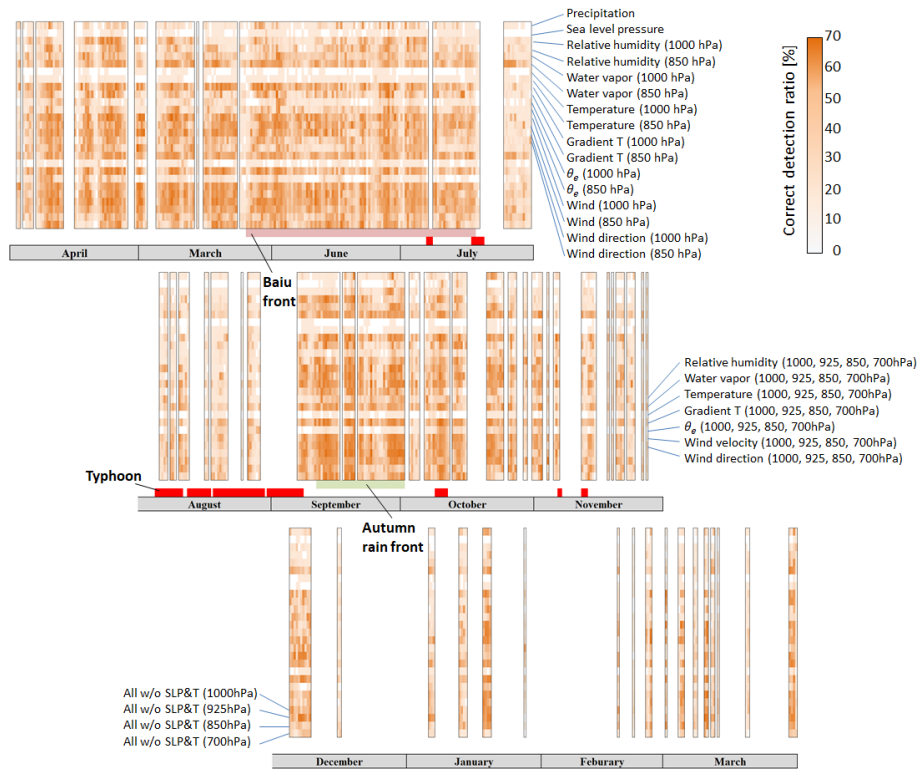 Precipitation
Sea level pressure
Relative humidity (1000 hPa)
Relative humidity (850 hPa)
Water vapor (1000 hPa)
Water vapor (850 hPa)
Temperature (1000 hPa)
Temperature (850 hPa)
Gradient T (1000 hPa)
Gradient T (850 hPa)
θe (1000 hPa)
θe (850 hPa)
Wind (1000 hPa)
Wind (850 hPa)
Wind direction (1000 hPa)
Wind direction (850 hPa)
Correct detection ratio [%]
70
60
50
40
30
20
10
0
April
March
June
July
Baiu
front
Relative humidity (1000, 925, 850, 700hPa)
Water vapor (1000, 925, 850, 700hPa)
Temperature (1000, 925, 850, 700hPa)
Gradient T (1000, 925, 850, 700hPa)
θe (1000, 925, 850, 700hPa)
Wind velocity (1000, 925, 850, 700hPa)
Wind direction (1000, 925, 850, 700hPa)
Typhoon
August
September
October
November
Autumn
rain front
All w/o SLP&T (1000hPa)
All w/o SLP&T (925hPa)
All w/o SLP&T (850hPa)
All w/o SLP&T (700hPa)
December
January
Feburary
March